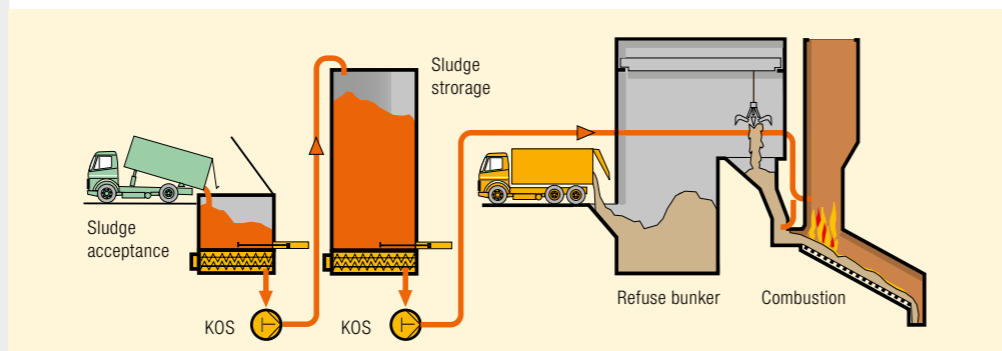 Sludge
strorage
Sludge
acceptance
KOS
KOS
Refuse bunker
Combustion